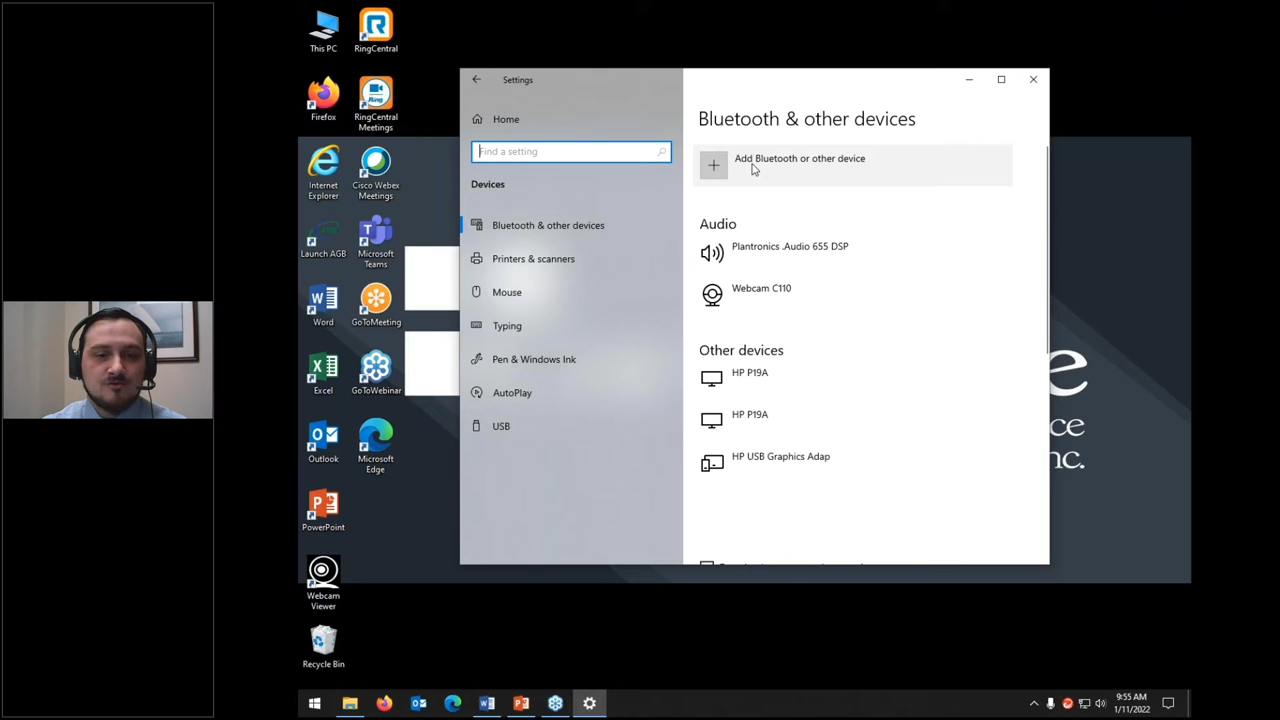 This PC
RingCentral
Firefox
RingCentral
Meetings
Internet
Explorer
Cisco Webex
Meetings
Launch AGB
Microsoft
Teams
Word
GoToMeeting
Excel
GoToWebinar
Outlook
Microsoft
Edge
PowerPoint
Webcam
Viewer
Recycle Bin
Settings
Home
Find a setting
Devices
Bluetooth & other devices
Printers & scanners
Mouse
Typing
Pen & Windows Ink
AutoPlay
USB
Bluetooth & other devices
Add Bluetooth or other device
Audio
Plantronics .Audio 655 DSP
Webcam C110
Other devices
HP P19A
HP P19A
HP USB Graphics Adap
e
ce
nc.
9:55 AM
1/11/2022